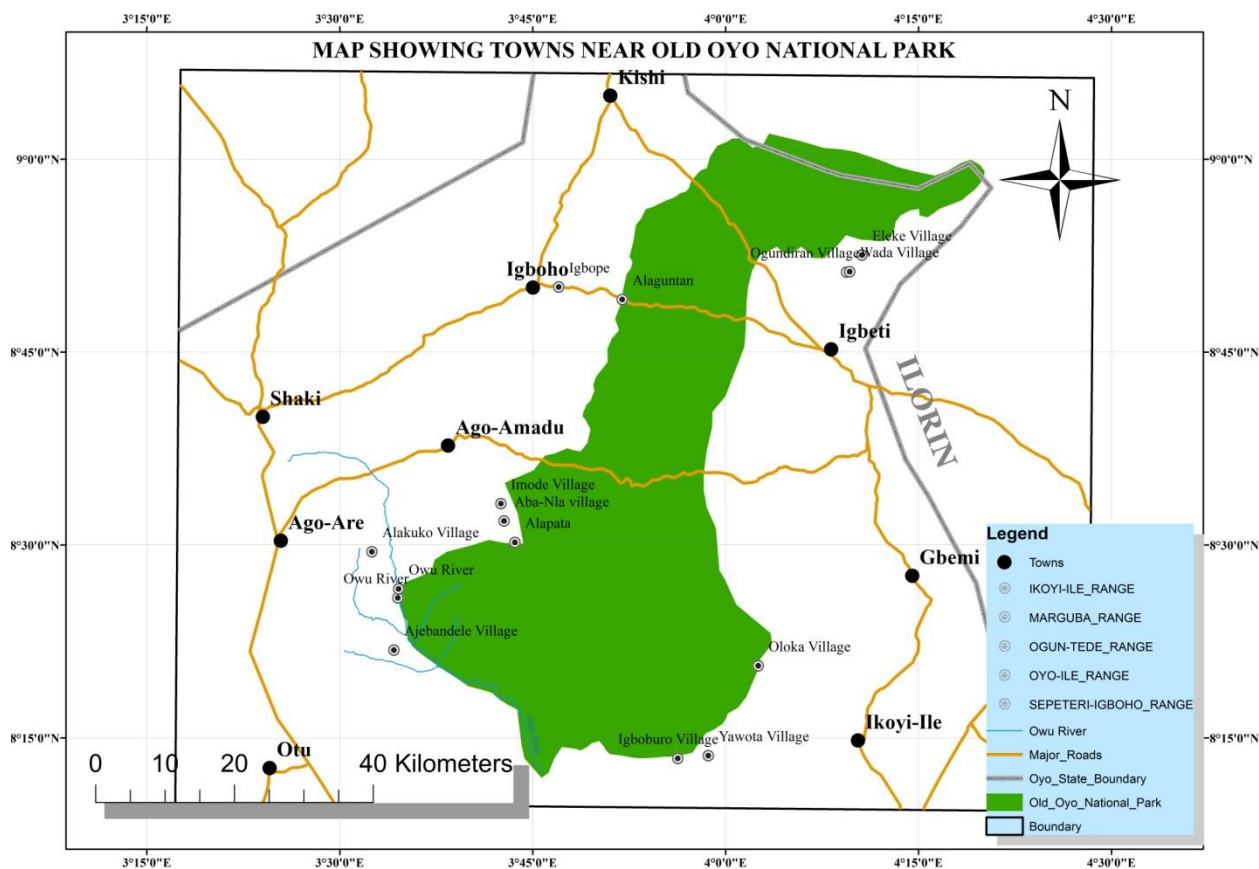 3°15'0"E 3°30'0"E 3°45'0"E 4°0'0"E 4°15'0"E 4°30'0"E
MAP SHOWING TOWNS NEAR OLD OYO NATIONAL PARK
Kishi
N
9°0'0"N 9°0'0"N
Eleke Village
Ogundiran Village Wada Village
Igboho Igbope
Alaguntan
Igbeti
8°45'0"N 8°45'0"N
ILORIN
Shaki
Ago-Amadu
Imode Village
Aba-Nla village
Alapata
Ago-Are
Alakuko Village
8°30'0"N 8°30'0"N
Gbemi
Owu River
Owu River
Ajebandele Village
Oloka Village
Owu River
Ikoyi-Ile
Igboburo Village Yawota Village
8°15'0"N 8°15'0"N
Otu
0 10 20 40 Kilometers
Legend
Towns
IKOYI-ILE_RANGE
MARGUBA_RANGE
OGUN-TEDE_RANGE
OYO-ILE_RANGE
SEPETERI-IGBOHO_RANGE
Owu River
Major_Roads
Oyo_State_Boundary
Old_Oyo_National_Park
Boundary
3°15'0"E 3°30'0"E 3°45'0"E 4°0'0"E 4°15'0"E 4°30'0"E